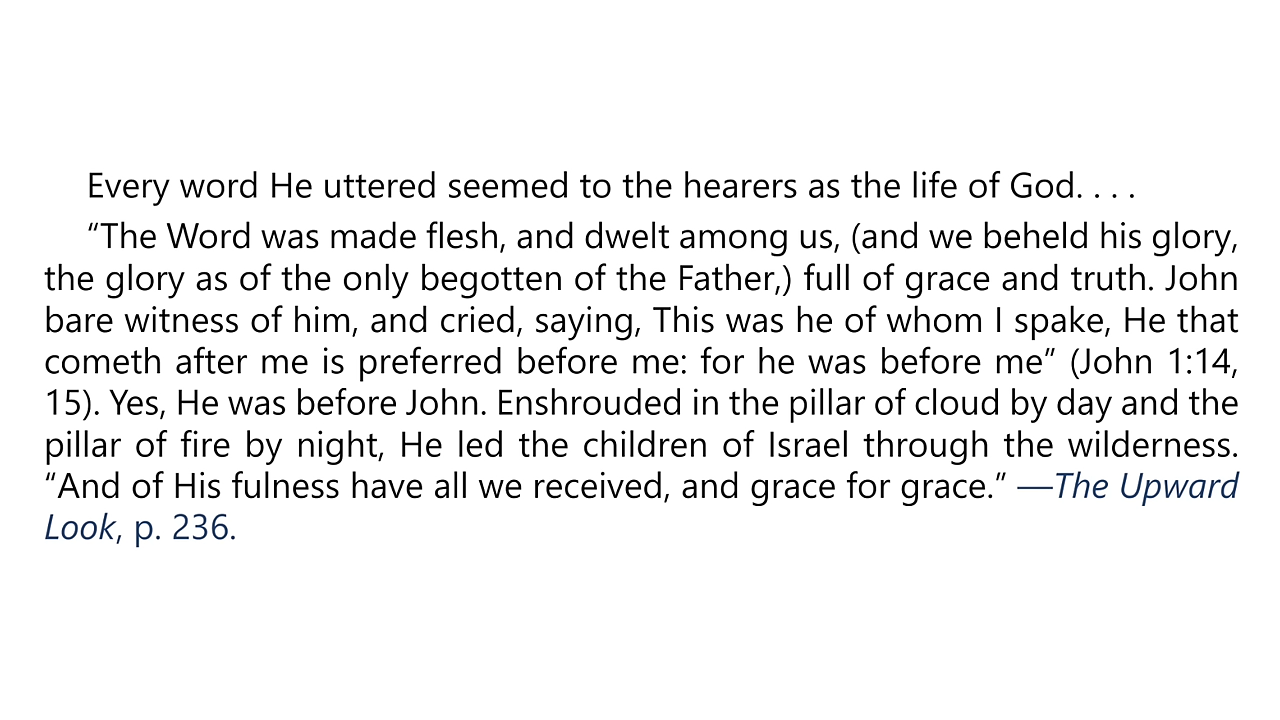 Every word He uttered seemed to the hearers as the life of God. . . .
“The Word was made flesh, and dwelt among us, (and we beheld his glory,
the glory as of the only begotten of the Father,) full of grace and truth. John
bare witness of him, and cried, saying, This was he of whom I spake, He that
cometh after me is preferred before me: for he was before me” (John 1:14,
15). Yes, He was before John. Enshrouded in the pillar of cloud by day and the
pillar of fire by night, He led the children of Israel through the wilderness.
“And of His fulness have all we received, and grace for grace.” —The Upward
Look, p. 236.